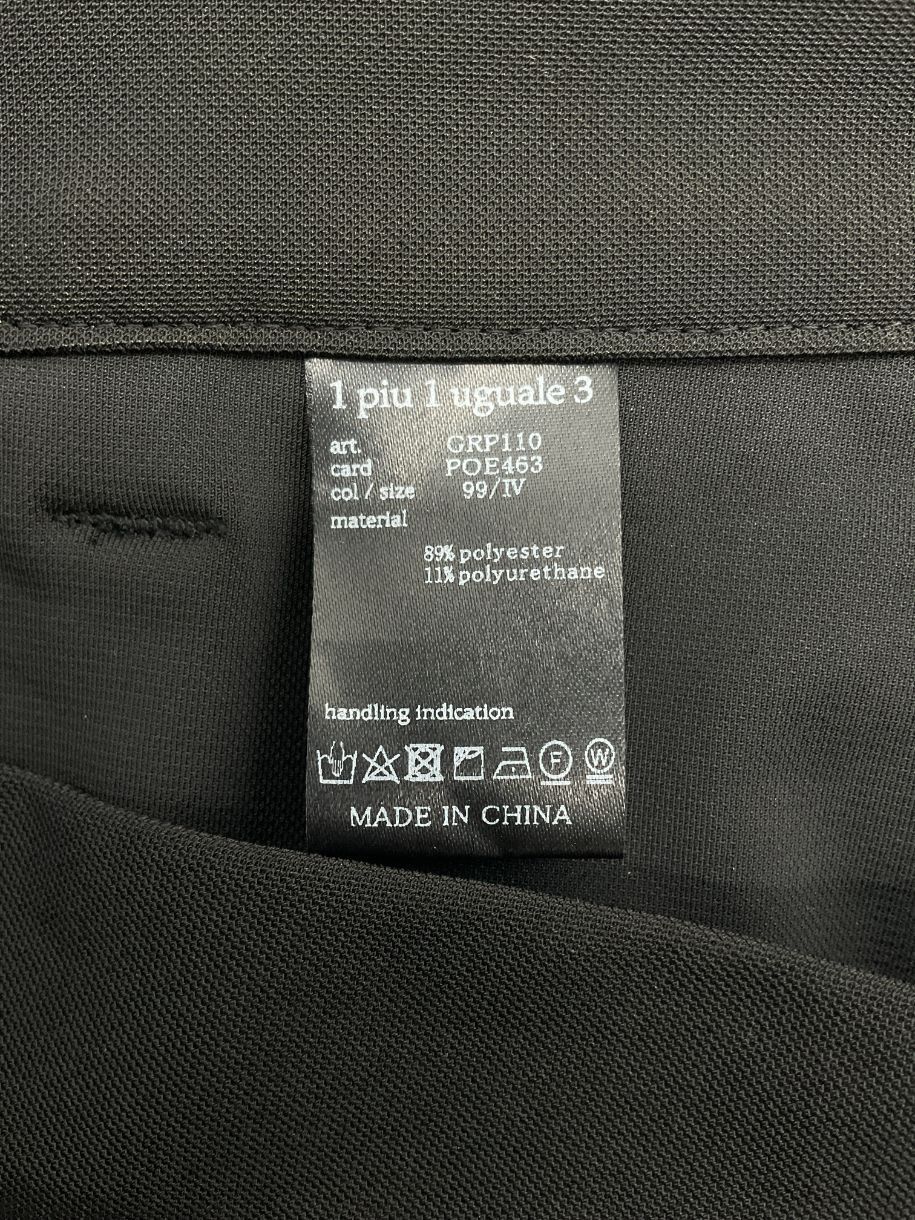 1 piu 1 uguale 3
art. GRP110
card POE463
col / size 99/IV
material
89% polyester
11% polyurethane
handling indication
F W
MADE IN CHINA